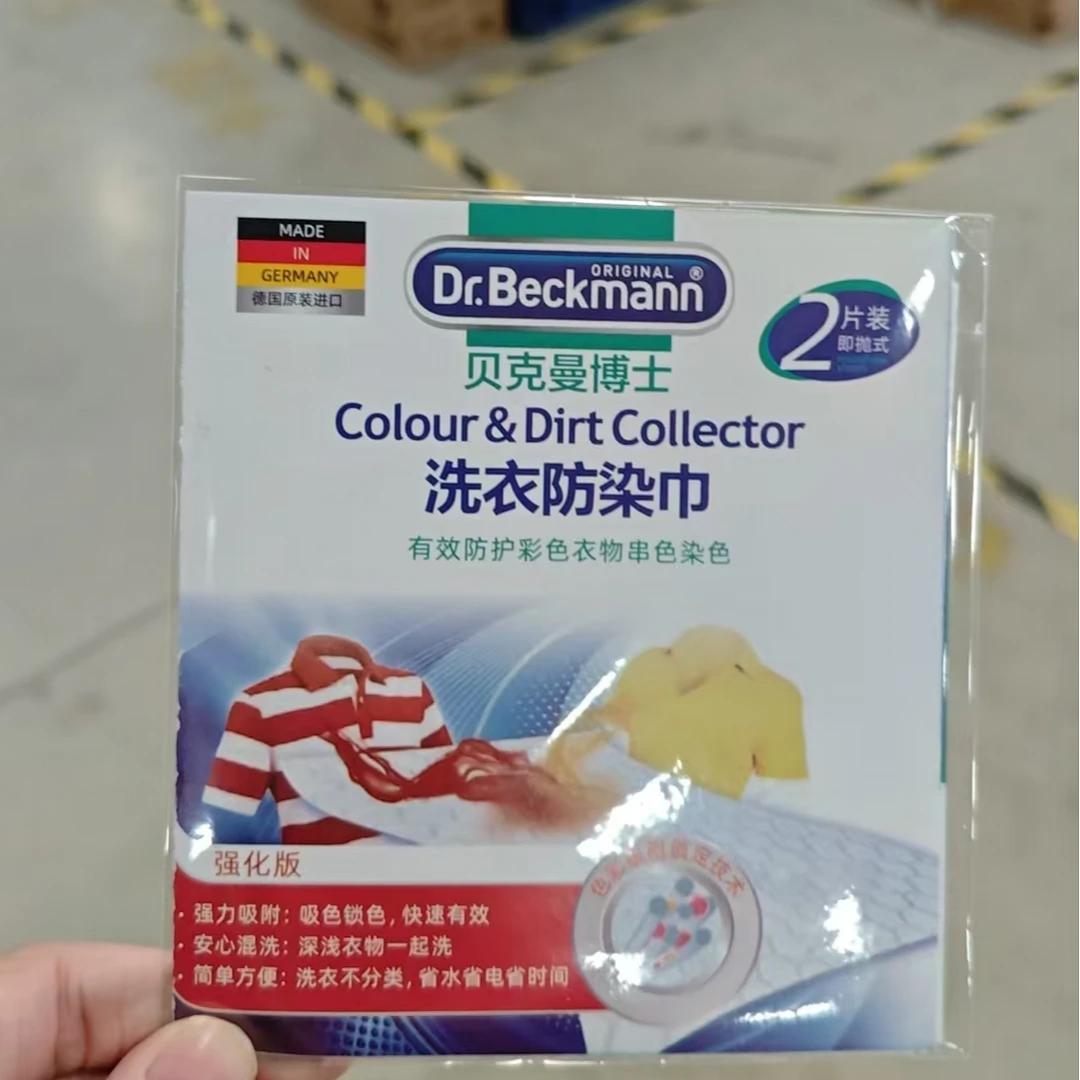 MADE
IN
GERMANY
德国原装进口
ORIGINAL ®
Dr.Beckmann
贝克曼博士
2片装
即抛式
Colour & Dirt Collector
洗衣防染巾
有效防护彩色衣物串色染色
强化版
· 强力吸附：吸色锁色，快速有效
· 安心混洗：深浅衣物一起洗
· 简单方便：洗衣不分类，省水省电省时间
锁定技术